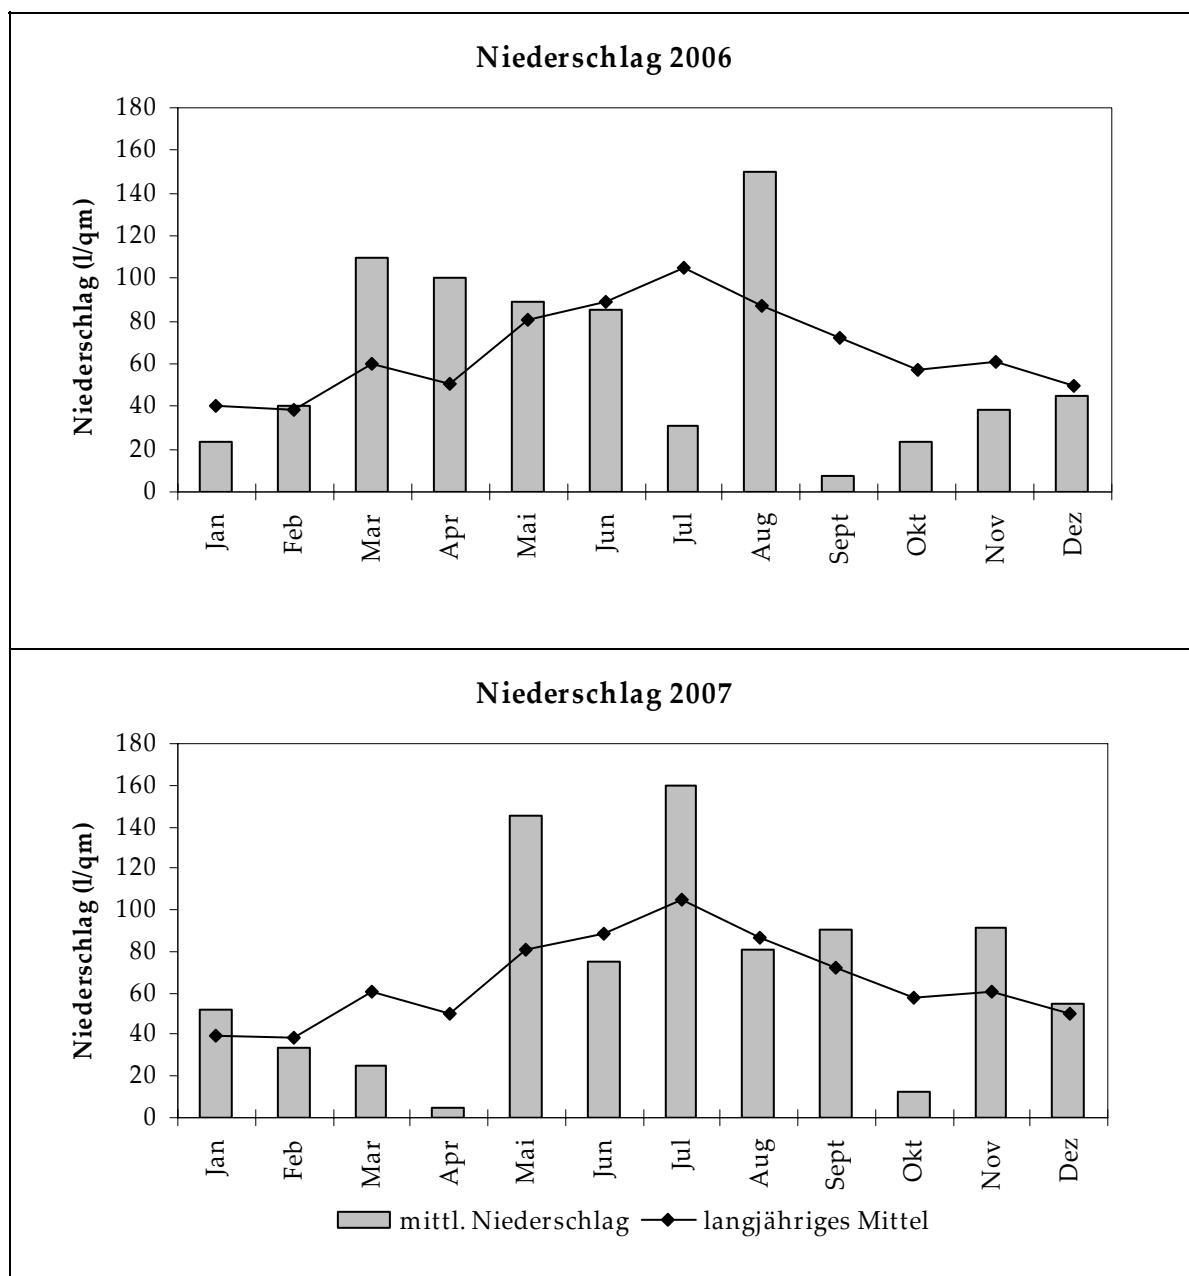 Niederschlag 2006
Niederschlag (l/qm)
180
160
140
120
100
80
60
40
20
0
Jan Feb Mar Apr Mai Jun Jul Aug Sept Okt Nov Dez
Niederschlag 2007
Niederschlag (l/qm)
180
160
140
120
100
80
60
40
20
0
Jan Feb Mar Apr Mai Jun Jul Aug Sept Okt Nov Dez
mittl. Niederschlag langjähriges Mittel